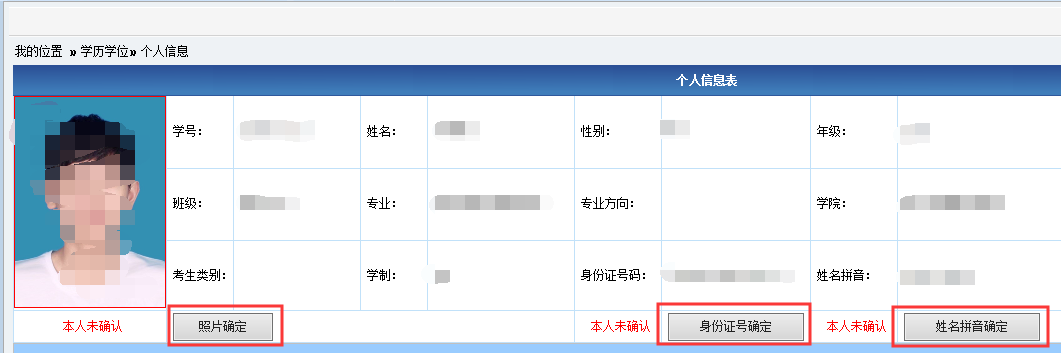 我的位置 »» 学历学位»» 个人信息
个人信息表
学号： 姓名： 性别： 年级：
班级： 专业： 专业方向： 学院：
考生类别： 学制： 身份证号码： 姓名拼音：
本人未确认 照片确定 本人未确认 身份证号确定 本人未确认 姓名拼音确定